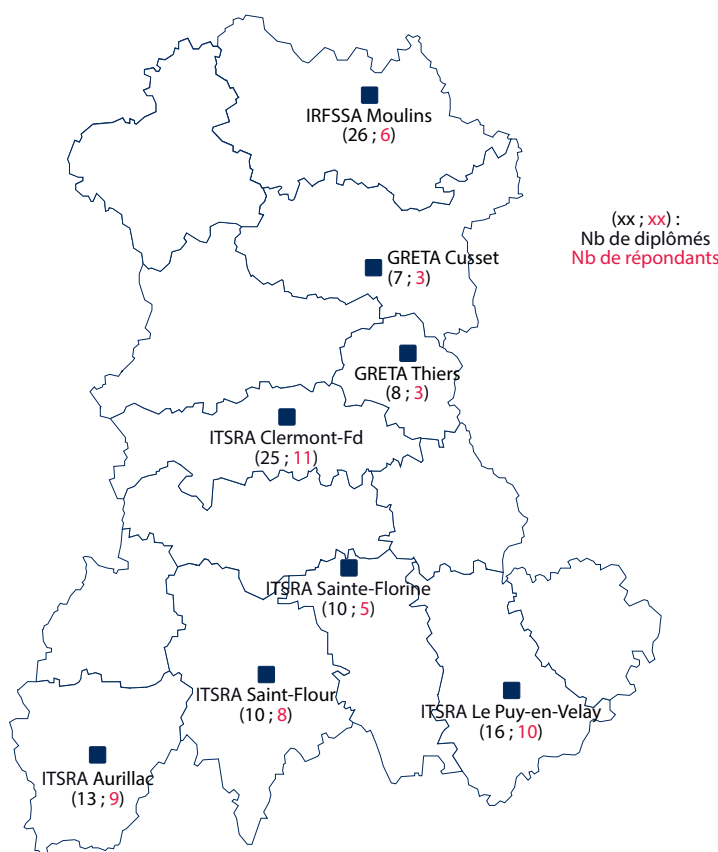 IRFSSA Moulins
(26 ; 6)
(xx ; xx) :
Nb de diplômés
Nb de répondants
GRETA Cusset
(7 ; 3)
GRETA Thiers
(8 ; 3)
ITSRA Clermont-Fd
(25 ; 11)
ITSRA Sainte-Florine
(10 ; 5)
ITSRA Saint-Flour
(10 ; 8)
ITSRA Le Puy-en-Velay
(16 ; 10)
ITSRA Aurillac
(13 ; 9)